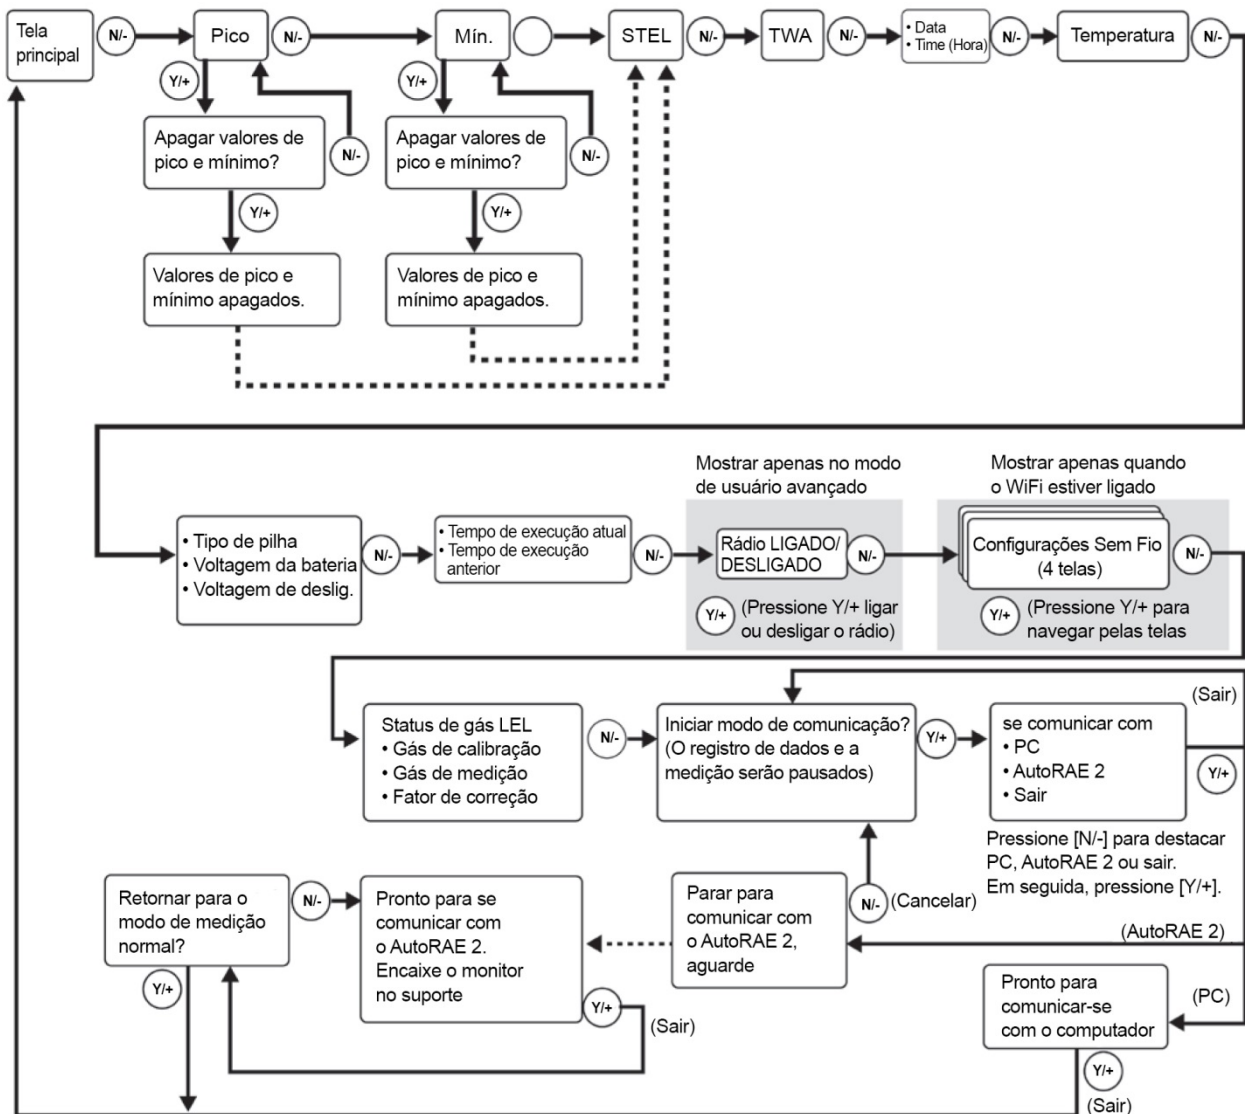 Tela
principal
N/-
Pico
N/-
Mín.
STEL
N/-
TWA
N/-
• Data
• Time (Hora)
N/-
Temperatura
N/-
Y/+
Y/+
Apagar valores de
pico e mínimo?
N/-
Apagar valores de
pico e mínimo?
N/-
Y/+
Y/+
Valores de pico e
mínimo apagados.
Valores de pico e
mínimo apagados.
Mostrar apenas no modo
de usuário avançado
Mostrar apenas quando
o WiFi estiver ligado
• Tipo de pilha
• Voltagem da bateria
• Voltagem de deslig.
N/-
• Tempo de execução atual
• Tempo de execução
anterior
N/-
Rádio LIGADO/
DESLIGADO
N/-
Configurações Sem Fio
(4 telas)
N/-
Y/+
(Pressione Y/+ ligar
ou desligar o rádio)
Y/+
(Pressione Y/+ para
navegar pelas telas
Status de gás LEL
• Gás de calibração
• Gás de medição
• Fator de correção
N/-
Iniciar modo de comunicação?
(O registro de dados e a
medição serão pausados)
Y/+
se comunicar com
• PC
• AutoRAE 2
• Sair
(Sair)
Y/+
Pressione [N/-] para destacar
PC, AutoRAE 2 ou sair.
Em seguida, pressione [Y/+].
Retornar para o
modo de medição
normal?
N/-
Pronto para se
comunicar com
o AutoRAE 2.
Encaixe o monitor
no suporte
Parar para
comunicar com
o AutoRAE 2,
aguarde
N/-
(Cancelar)
(AutoRAE 2)
Y/+
Y/+
(Sair)
Pronto para
comunicar-se
com o computador
(PC)
Y/+
(Sair)